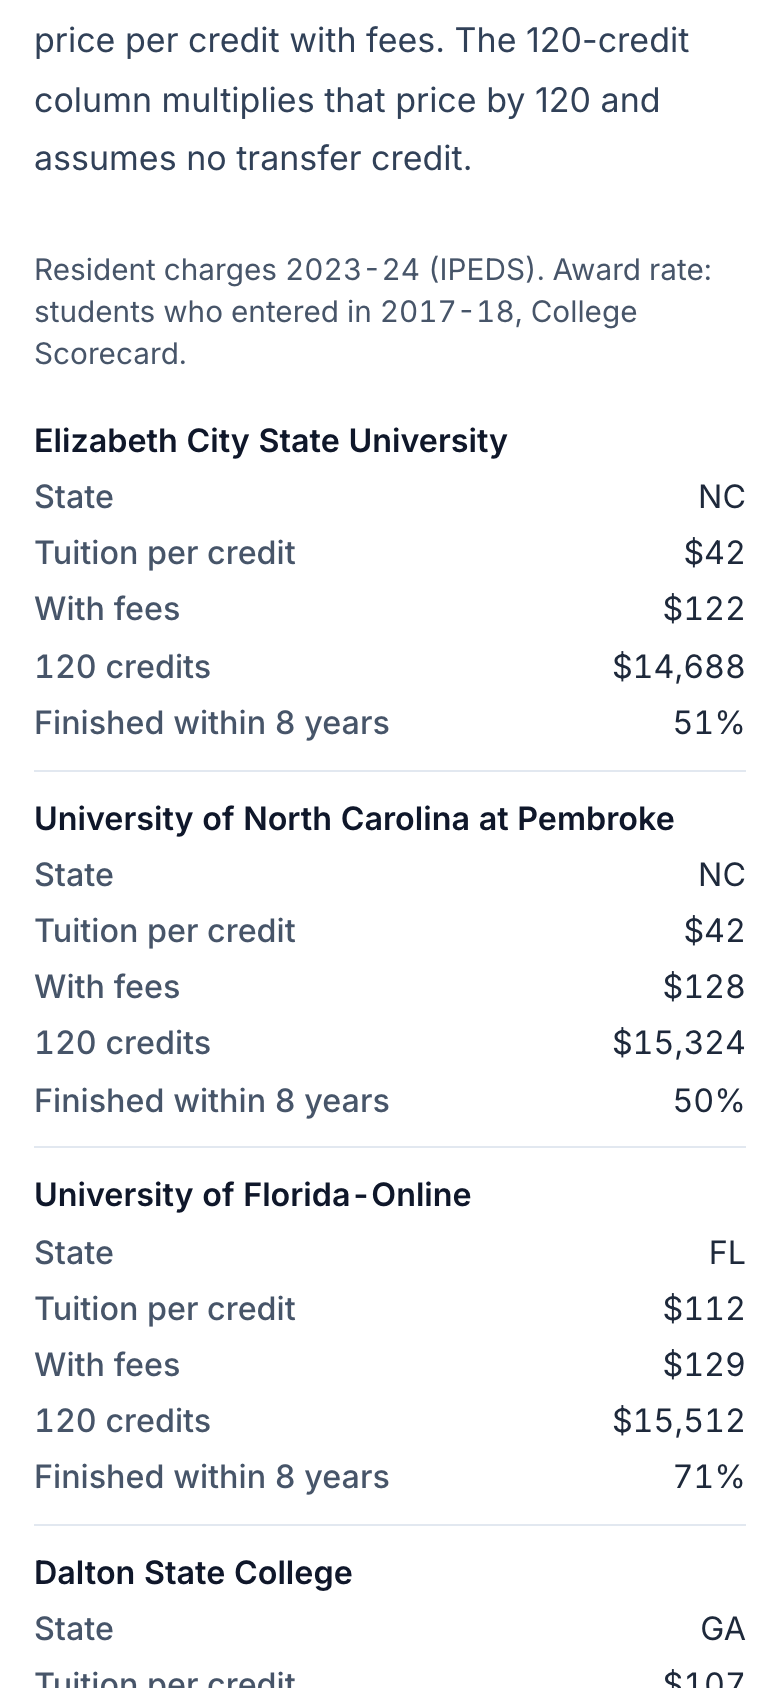 price per credit with fees. The 120-credit
column multiplies that price by 120 and
assumes no transfer credit.
Resident charges 2023-24 (IPEDS). Award rate:
students who entered in 2017-18, College
Scorecard.
Elizabeth City State University
State NC
Tuition per credit $42
With fees $122
120 credits $14,688
Finished within 8 years 51%
University of North Carolina at Pembroke
State NC
Tuition per credit $42
With fees $128
120 credits $15,324
Finished within 8 years 50%
University of Florida-Online
State FL
Tuition per credit $112
With fees $129
120 credits $15,512
Finished within 8 years 71%
Dalton State College
State GA
Tuition per credit $107